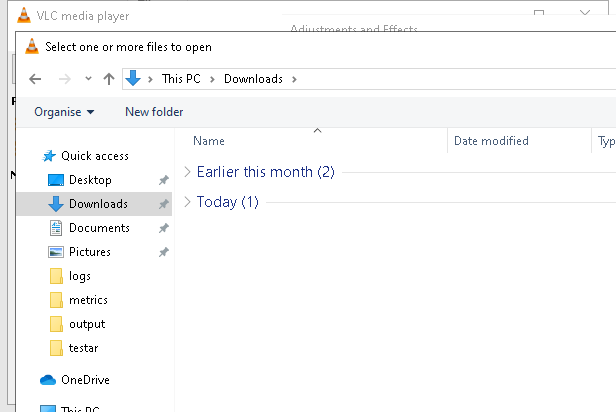 VLC media player
Adjustments and Effects
Select one or more files to open
This PC > Downloads >
Organise New folder
Name Date modified Typ
Quick access
Earlier this month (2)
Desktop
Today (1)
Downloads
Documents
Pictures
logs
metrics
output
testar
OneDrive
This PC